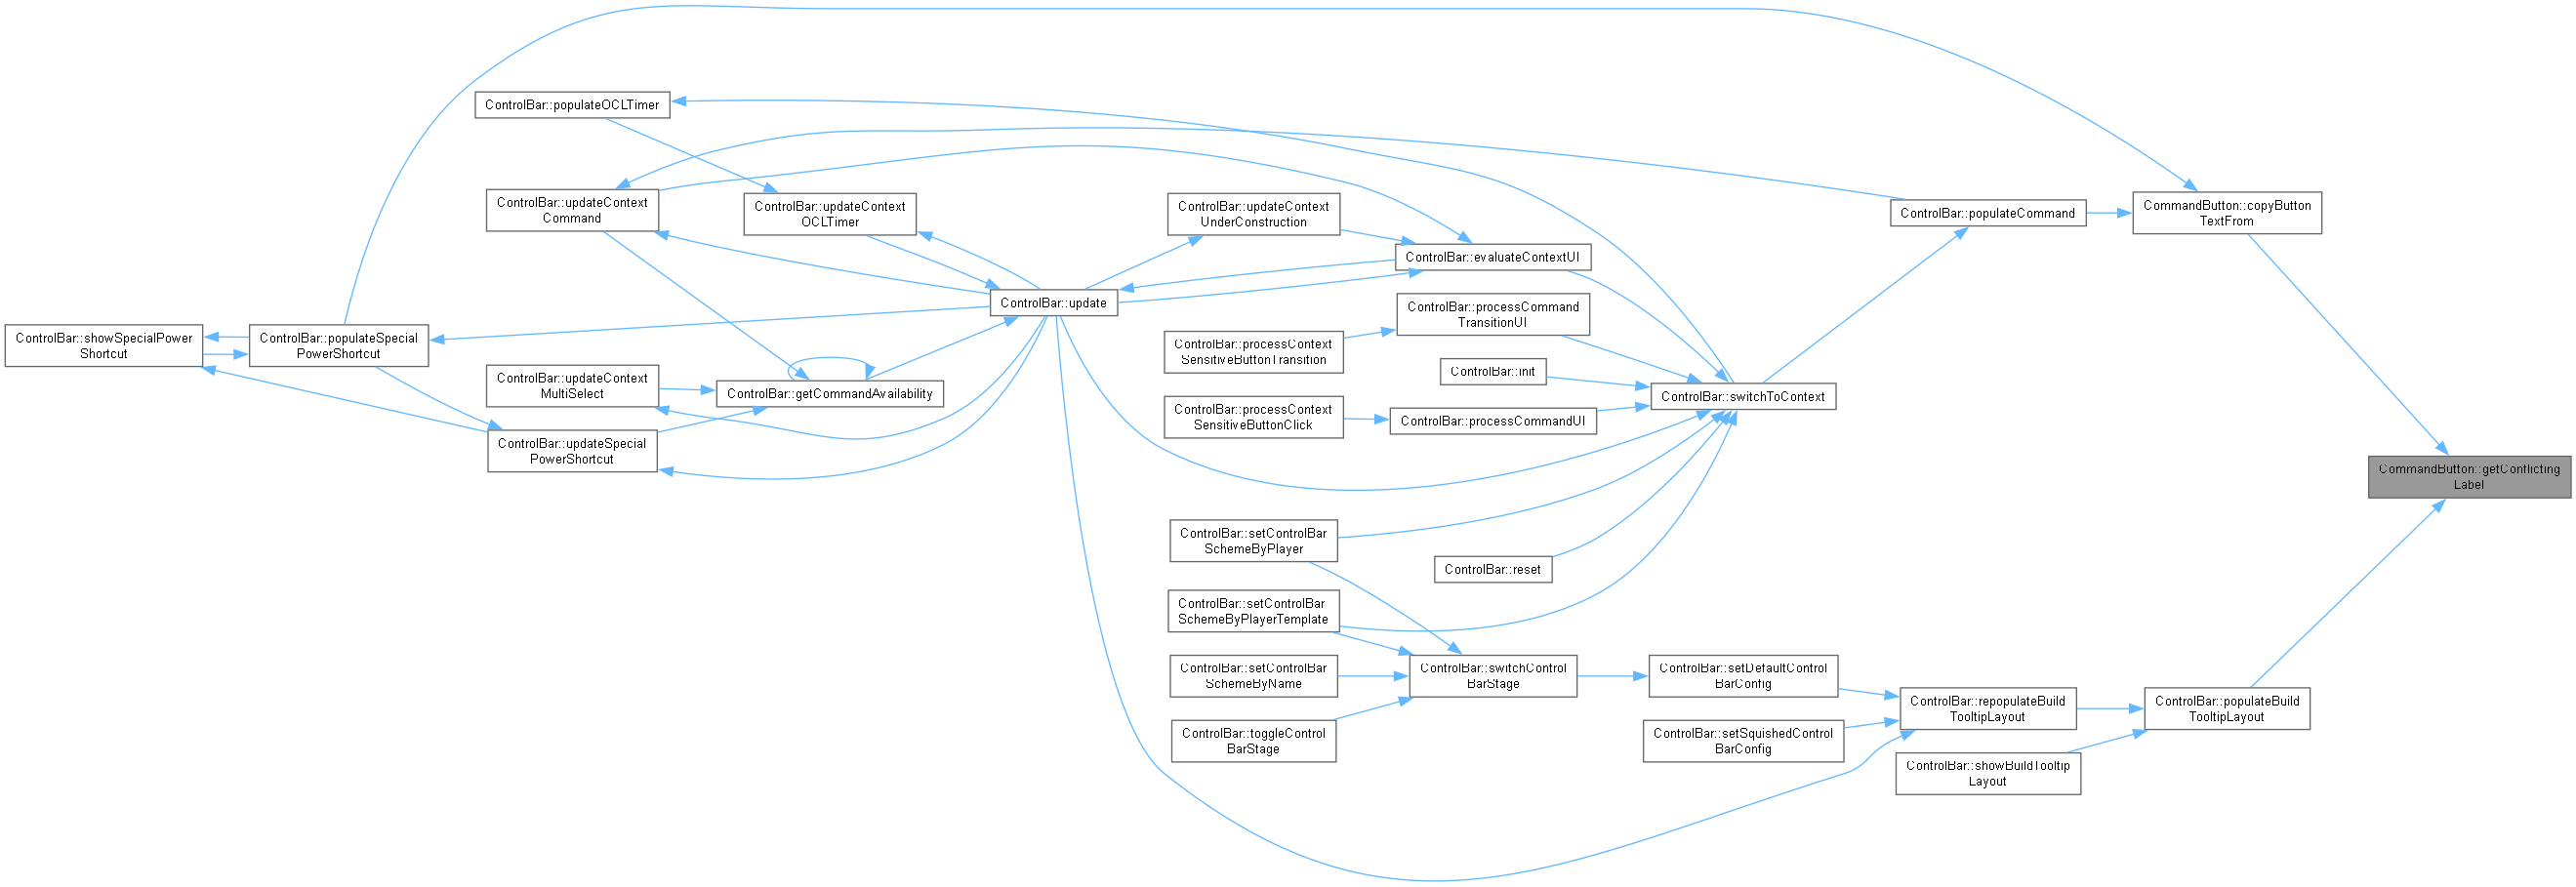 ControlBar::populateOCLTimer
ControlBar::updateContext
Command
ControlBar::updateContext
OCLTimer
ControlBar::updateContext
UnderConstruction
ControlBar::populateCommand
CommandButton::copyButton
TextFrom
ControlBar::evaluateContextUI
ControlBar::update
ControlBar::processCommand
TransitionUI
ControlBar::showSpecialPower
Shortcut
ControlBar::populateSpecial
PowerShortcut
ControlBar::processContext
SensitiveButtonTransition
ControlBar::init
ControlBar::updateContext
MultiSelect
ControlBar::getCommandAvailability
ControlBar::switchToContext
ControlBar::processContext
SensitiveButtonClick
ControlBar::processCommandUI
ControlBar::updateSpecial
PowerShortcut
CommandButton::getConflicting
Label
ControlBar::setControlBar
SchemeByPlayer
ControlBar::reset
ControlBar::setControlBar
SchemeByPlayerTemplate
ControlBar::setControlBar
SchemeByName
ControlBar::switchControl
BarStage
ControlBar::setDefaultControl
BarConfig
ControlBar::repopulateBuild
TooltipLayout
ControlBar::populateBuild
TooltipLayout
ControlBar::toggleControl
BarStage
ControlBar::setSquishedControl
BarConfig
ControlBar::showBuildTooltip
Layout